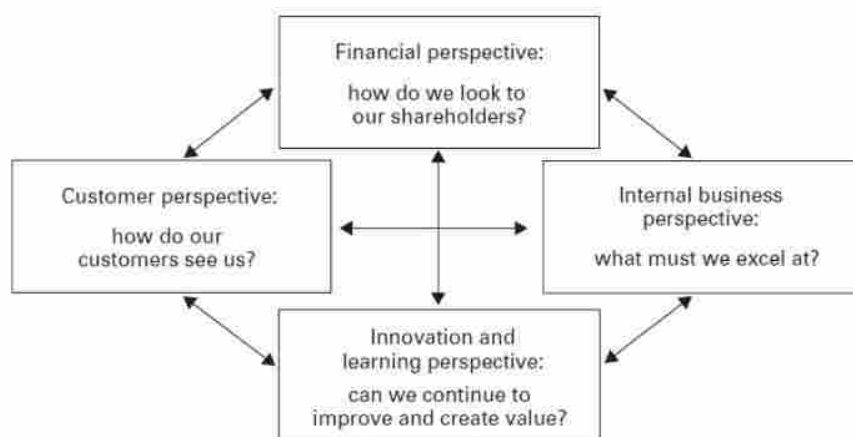 Financial perspective:
how do we look to
our shareholders?
Customer perspective:
how do our
customers see us?
Internal business
perspective:
what must we excel at?
Innovation and
learning perspective:
can we continue to
improve and create value?